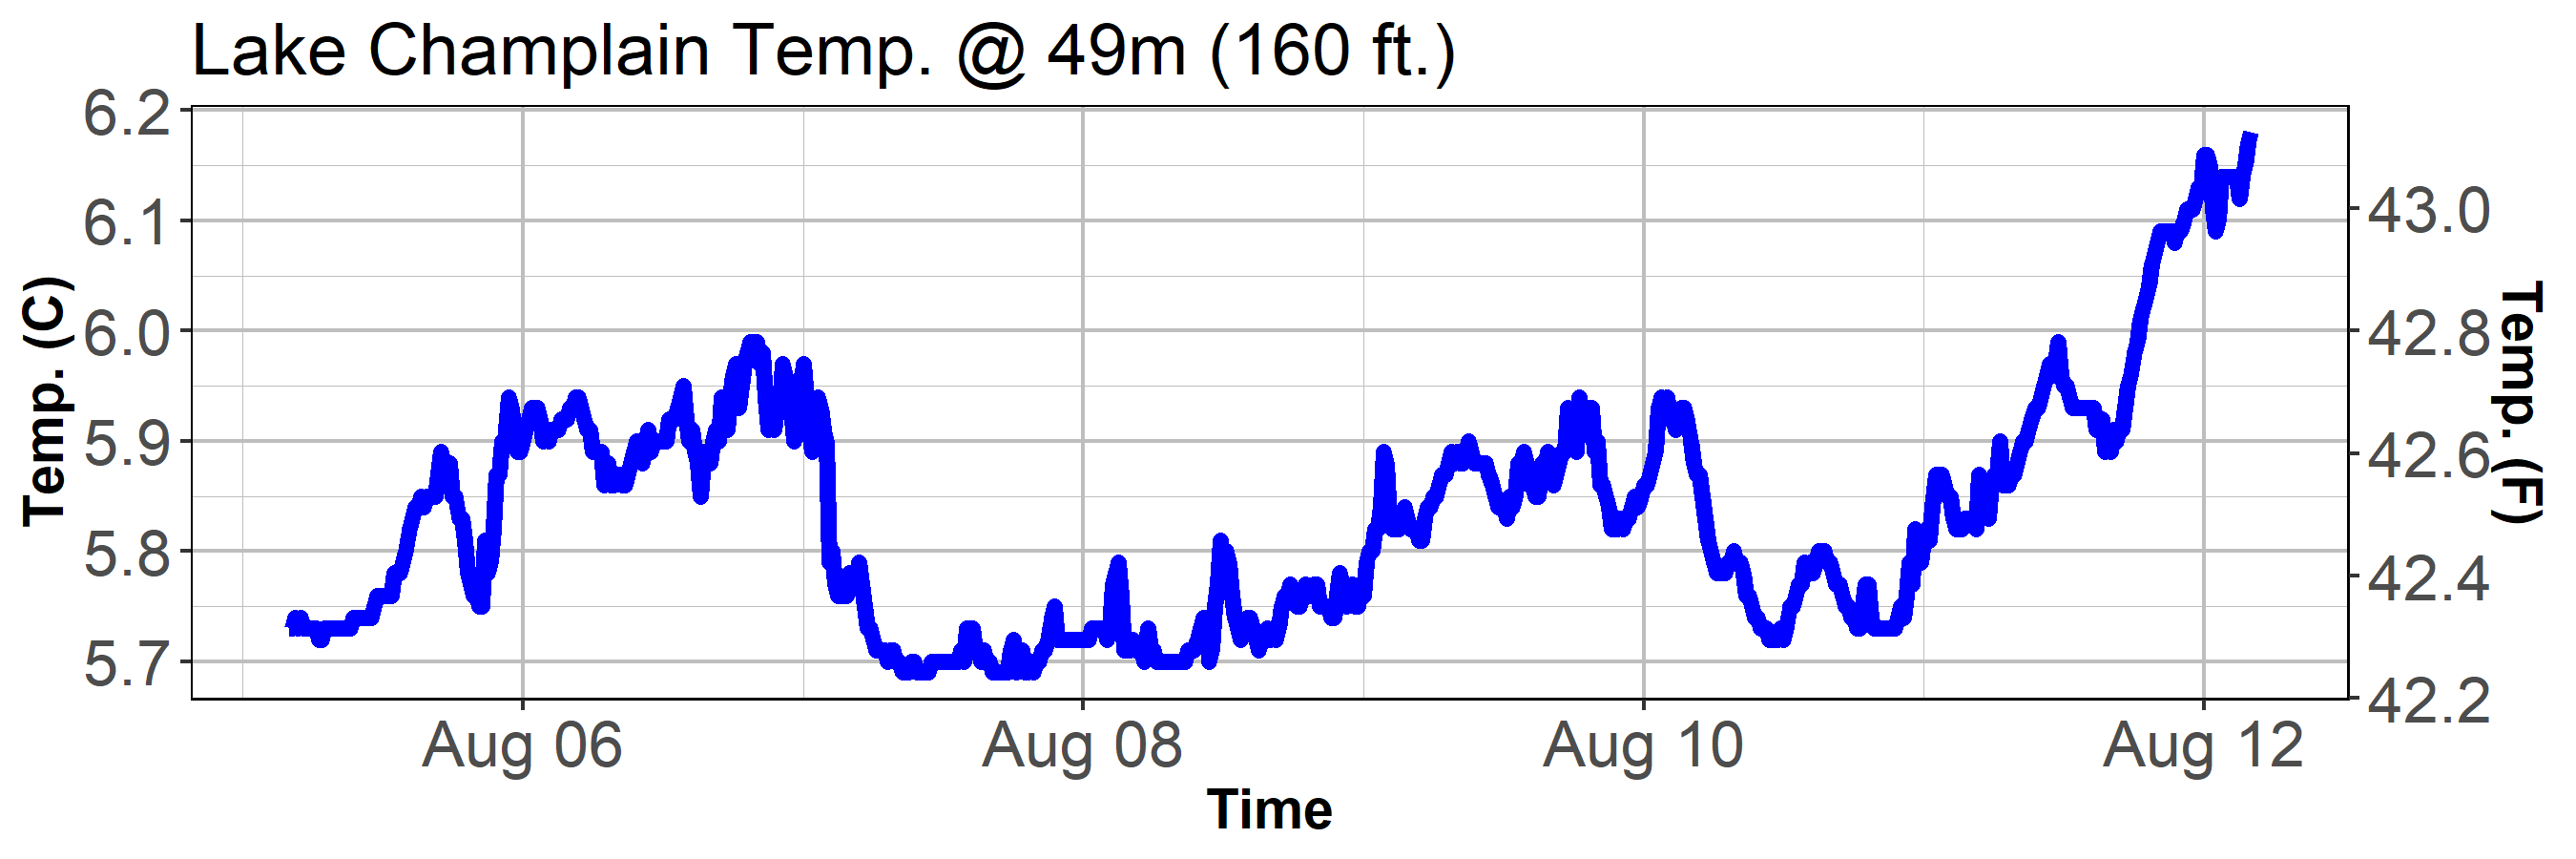 Lake Champlain Temp. @ 49m (160 ft.)
6.2
6.1
6.0
5.9
5.8
5.7
Temp. (C)
43.0
42.8
42.6
42.4
42.2
Temp. (F)
Aug 06
Aug 08
Aug 10
Aug 12
Time